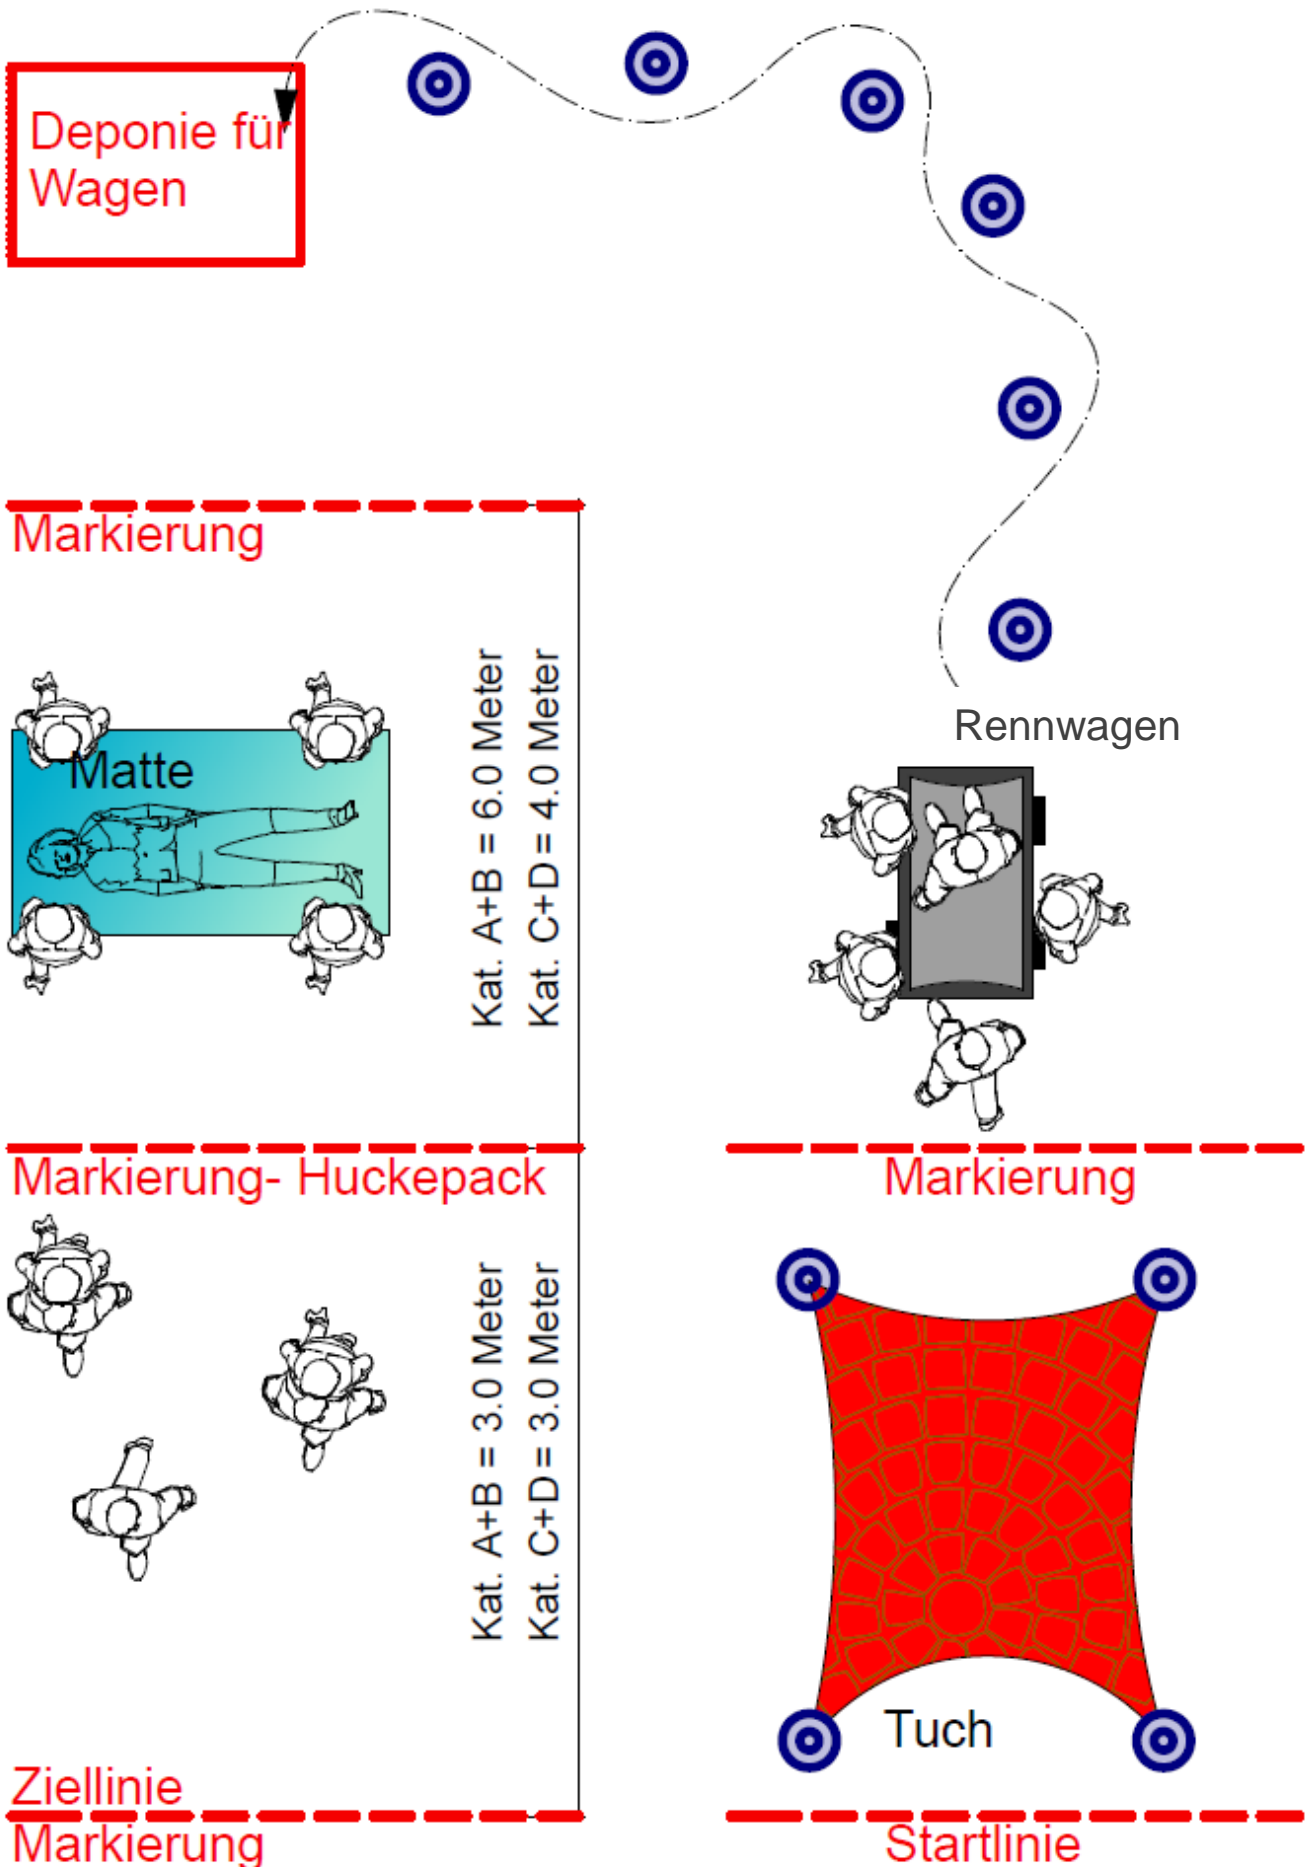 Deponie für
Wagen
Markierung
Matte
Kat. A+B = 6.0 Meter
Kat. C+D = 4.0 Meter
Rennwagen
Markierung- Huckepack
Markierung
Kat. A+B = 3.0 Meter
Kat. C+D = 3.0 Meter
Tuch
Ziellinie
Markierung
Startlinie